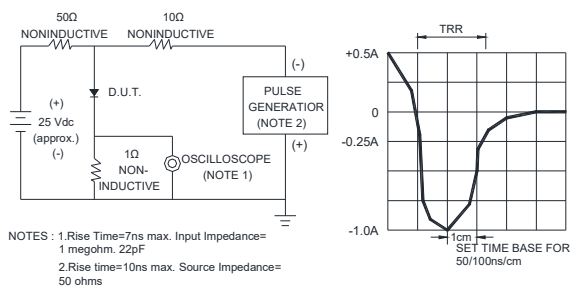 50Ω
NONINDUCTIVE
10Ω
NONINDUCTIVE
(+)
25 Vdc
(approx.)
(-)
D.U.T.
1Ω
NON-
INDUCTIVE
OSCILLOSCOPE
(NOTE 1)
(-)
PULSE
GENERATIOR
(NOTE 2)
(+)
NOTES : 1.Rise Time=7ns max. Input Impedance=
1 megohm. 22pF
2.Rise time=10ns max. Source Impedance=
50 ohms
TRR
+0.5A
0
-0.25A
-1.0A
1cm
SET TIME BASE FOR
50/100ns/cm